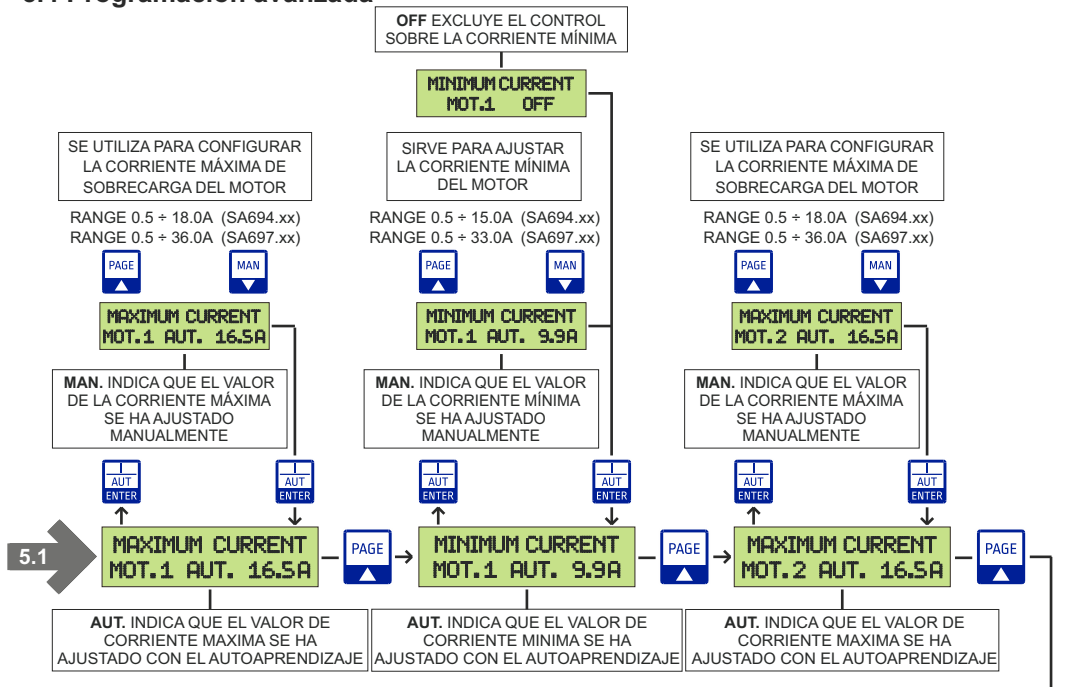 Programación avanzada
OFF EXCLUYE EL CONTROL
SOBRE LA CORRIENTE MÍNIMA
MINIMUM CURRENT
MOT.1 OFF
SE UTILIZA PARA CONFIGURAR
LA CORRIENTE MÁXIMA DE
SOBRECARGA DEL MOTOR
RANGE 0.5 ÷ 18.0A (SA694.xx)
RANGE 0.5 ÷ 36.0A (SA697.xx)
PAGE
MAN
MAXIMUM CURRENT
MOT.1 AUT. 16.5A
MAN. INDICA QUE EL VALOR
DE LA CORRIENTE MÁXIMA
SE HA AJUSTADO
MANUALMENTE
AUT
ENTER
AUT
ENTER
SIRVE PARA AJUSTAR
LA CORRIENTE MÍNIMA
DEL MOTOR
RANGE 0.5 ÷ 15.0A (SA694.xx)
RANGE 0.5 ÷ 33.0A (SA697.xx)
PAGE
MAN
MINIMUM CURRENT
MOT.1 AUT. 9.9A
MAN. INDICA QUE EL VALOR
DE LA CORRIENTE MÍNIMA
SE HA AJUSTADO
MANUALMENTE
AUT
ENTER
AUT
ENTER
SE UTILIZA PARA CONFIGURAR
LA CORRIENTE MÁXIMA DE
SOBRECARGA DEL MOTOR
RANGE 0.5 ÷ 18.0A (SA694.xx)
RANGE 0.5 ÷ 36.0A (SA697.xx)
PAGE
MAN
MAXIMUM CURRENT
MOT.2 AUT. 16.5A
MAN. INDICA QUE EL VALOR
DE LA CORRIENTE MÁXIMA
SE HA AJUSTADO
MANUALMENTE
AUT
ENTER
AUT
ENTER
5.1
MAXIMUM CURRENT
MOT.1 AUT. 16.5A
PAGE
MINIMUM CURRENT
MOT.1 AUT. 9.9A
PAGE
MAXIMUM CURRENT
MOT.2 AUT. 16.5A
PAGE
AUT. INDICA QUE EL VALOR DE
CORRIENTE MAXIMA SE HA
AJUSTADO CON EL AUTOAPRENDIZAJE
AUT. INDICA QUE EL VALOR DE
CORRIENTE MINIMA SE HA
AJUSTADO CON EL AUTOAPRENDIZAJE
AUT. INDICA QUE EL VALOR DE
CORRIENTE MAXIMA SE HA
AJUSTADO CON EL AUTOAPRENDIZAJE